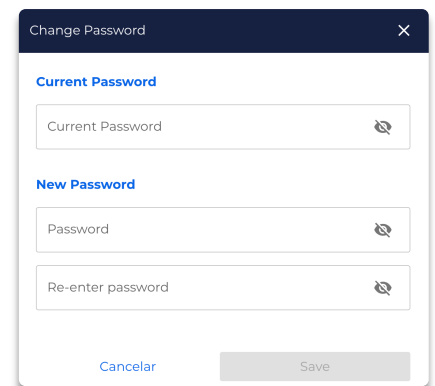 Change Password
Current Password
Current Password
New Password
Password
Re-enter password
Cancelar Save